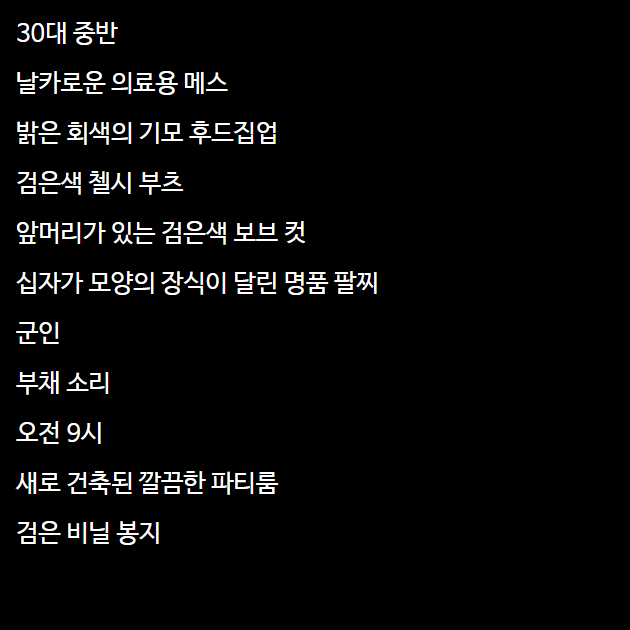 30대 중반
날카로운 의료용 메스
밝은 회색의 기모 후드집업
검은색 첼시 부츠
앞머리가 있는 검은색 보브 컷
십자가 모양의 장식이 달린 명품 팔찌
군인
부채 소리
오전 9시
새로 건축된 깔끔한 파티룸
검은 비닐 봉지